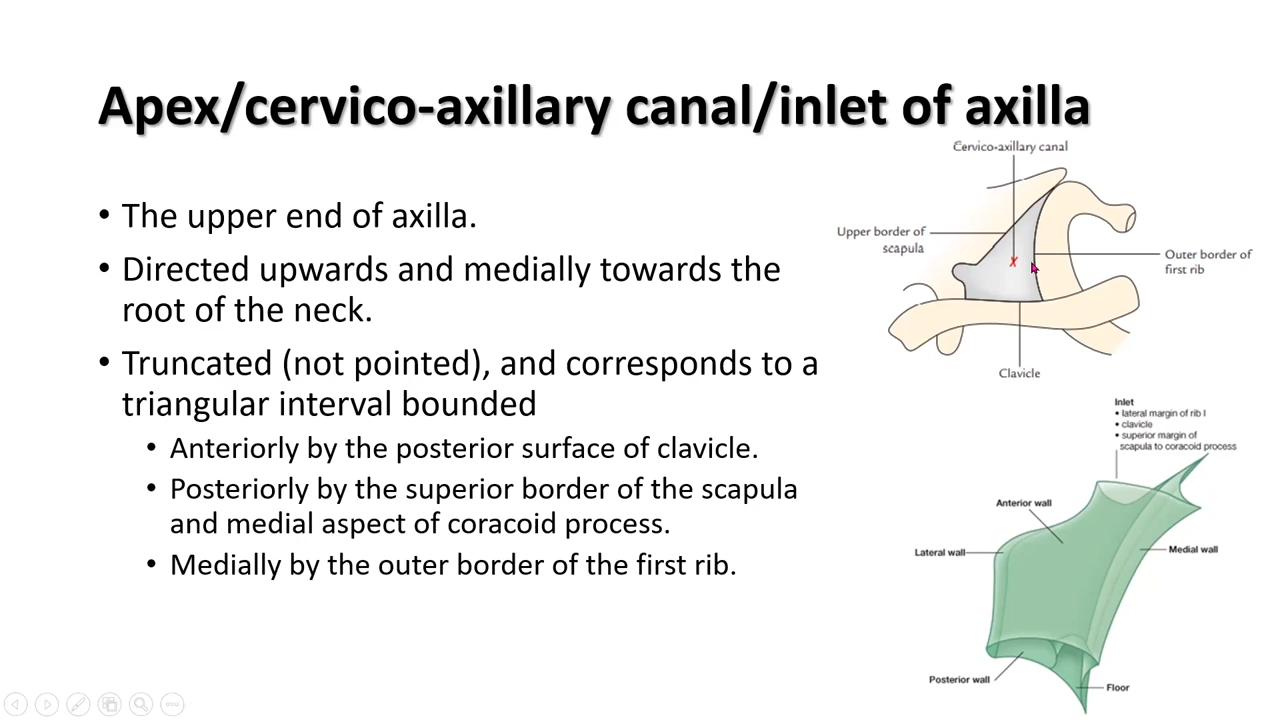 Apex/cervico-axillary canal/inlet of axilla
• The upper end of axilla.
• Directed upwards and medially towards the
root of the neck.
• Truncated (not pointed), and corresponds to a
triangular interval bounded
• Anteriorly by the posterior surface of clavicle.
• Posteriorly by the superior border of the scapula
and medial aspect of coracoid process.
• Medially by the outer border of the first rib.
Cervico-axillary canal
Upper border of
scapula
Outer border of
first rib
x
Clavicle
Inlet
• lateral margin of rib I
• clavicle
• superior margin of
scapula to coracoid process
Anterior wall
Lateral wall
Medial wall
Posterior wall
Floor